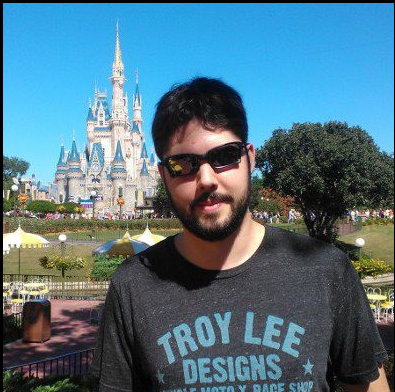 TROY LEE
DESIGNS
MOTO X RACE SHOP